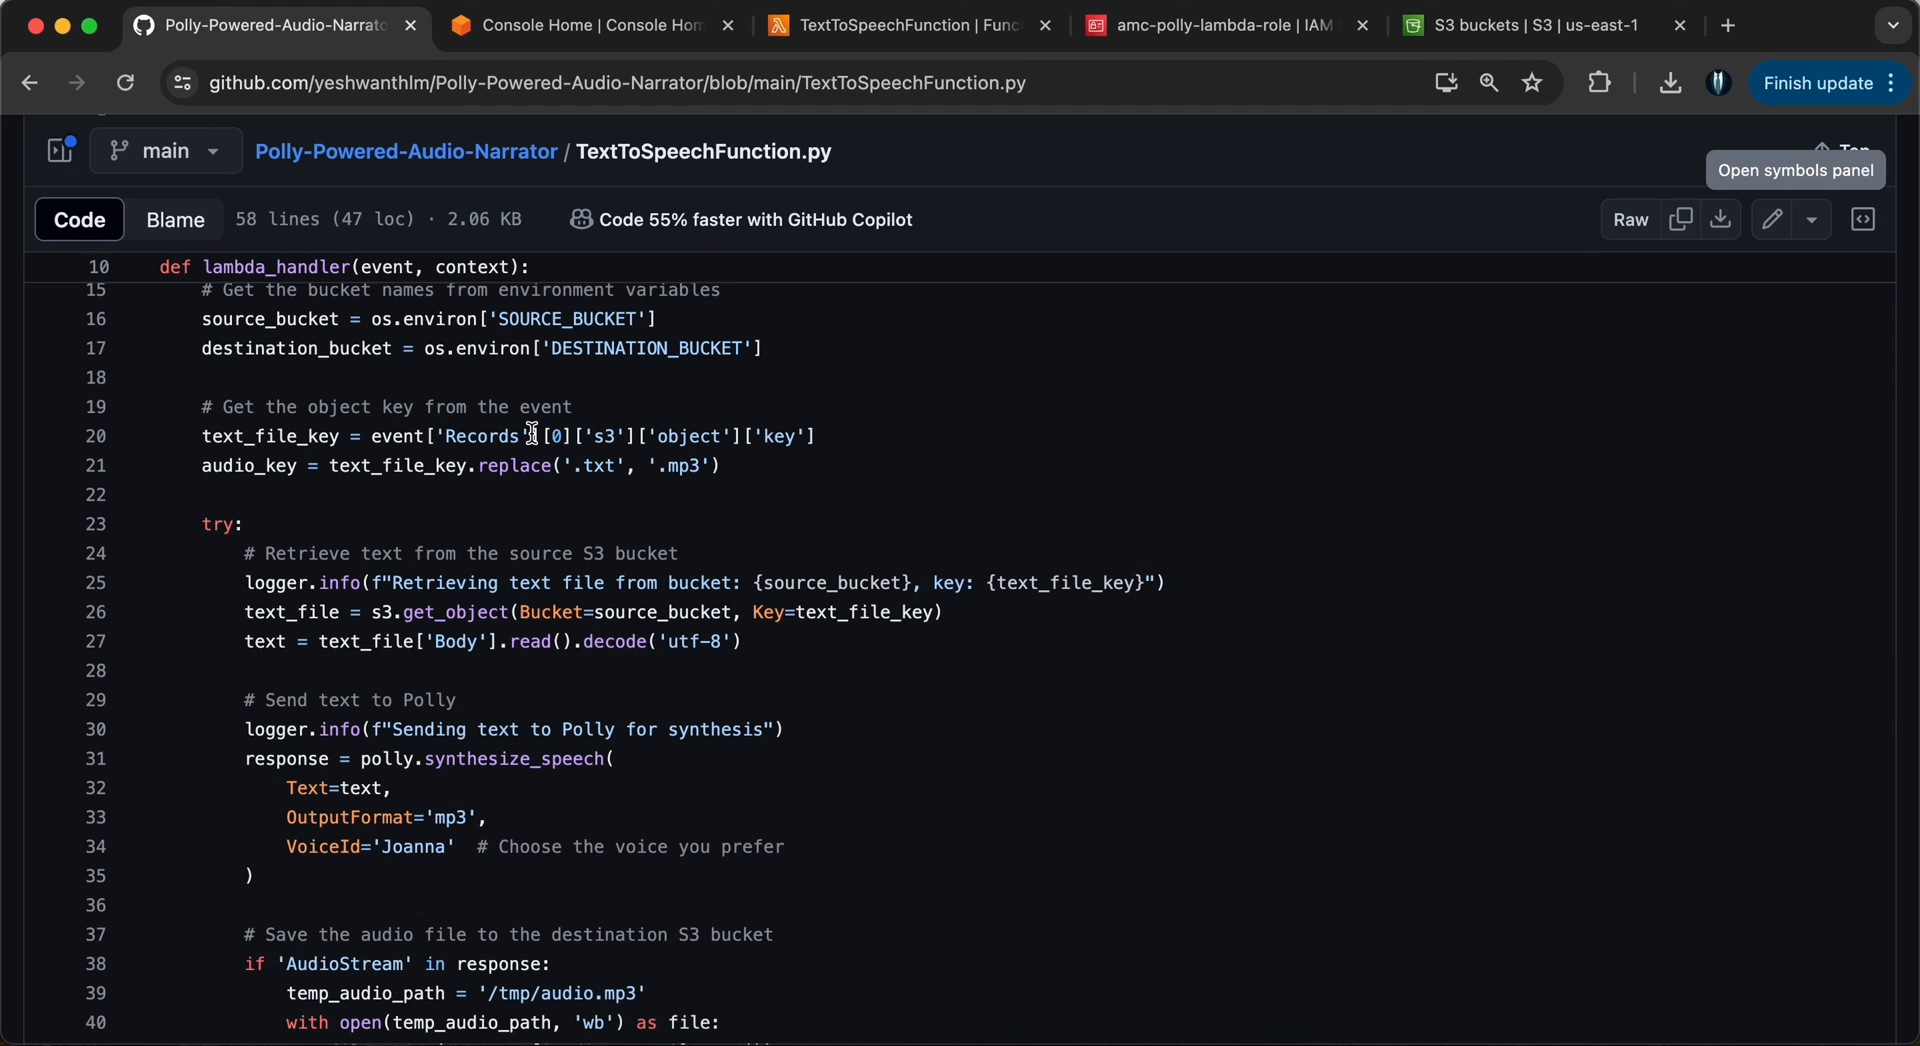 Polly-Powered-Audio-Narrato
Console Home | Console Hom
TextToSpeechFunction | Func
amc-polly-lambda-role | IAM
S3 buckets | S3 | us-east-1
github.com/yeshwanthlm/Polly-Powered-Audio-Narrator/blob/main/TextToSpeechFunction.py
Finish update
main
Polly-Powered-Audio-Narrator / TextToSpeechFunction.py
Top
Open symbols panel
Code
Blame
58 lines (47 loc) · 2.06 KB
Code 55% faster with GitHub Copilot
Raw
10 def lambda_handler(event, context):
15 # Get the bucket names from environment variables
16 source_bucket = os.environ['SOURCE_BUCKET']
17 destination_bucket = os.environ['DESTINATION_BUCKET']
18
19 # Get the object key from the event
20 text_file_key = event['Records'][0]['s3']['object']['key']
21 audio_key = text_file_key.replace('.txt', '.mp3')
22
23 try:
24 # Retrieve text from the source S3 bucket
25 logger.info(f"Retrieving text file from bucket: {source_bucket}, key: {text_file_key}")
26 text_file = s3.get_object(Bucket=source_bucket, Key=text_file_key)
27 text = text_file['Body'].read().decode('utf-8')
28
29 # Send text to Polly
30 logger.info(f"Sending text to Polly for synthesis")
31 response = polly.synthesize_speech(
32 Text=text,
33 OutputFormat='mp3',
34 VoiceId='Joanna' # Choose the voice you prefer
35 )
36
37 # Save the audio file to the destination S3 bucket
38 if 'AudioStream' in response:
39 temp_audio_path = '/tmp/audio.mp3'
40 with open(temp_audio_path, 'wb') as file: